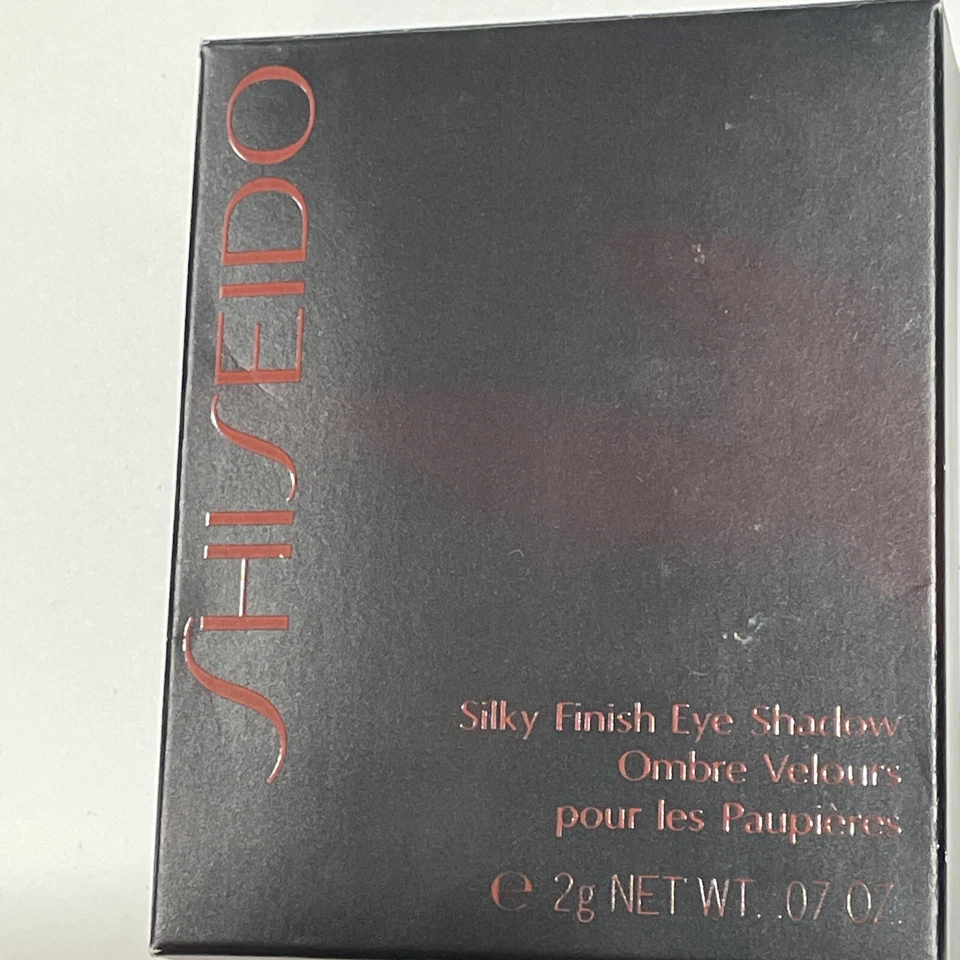 SHISEIDO
Silky Finish Eye Shadow
Ombre Velours
pour les Paupières
℮ 2g NET WT. .07 OZ.